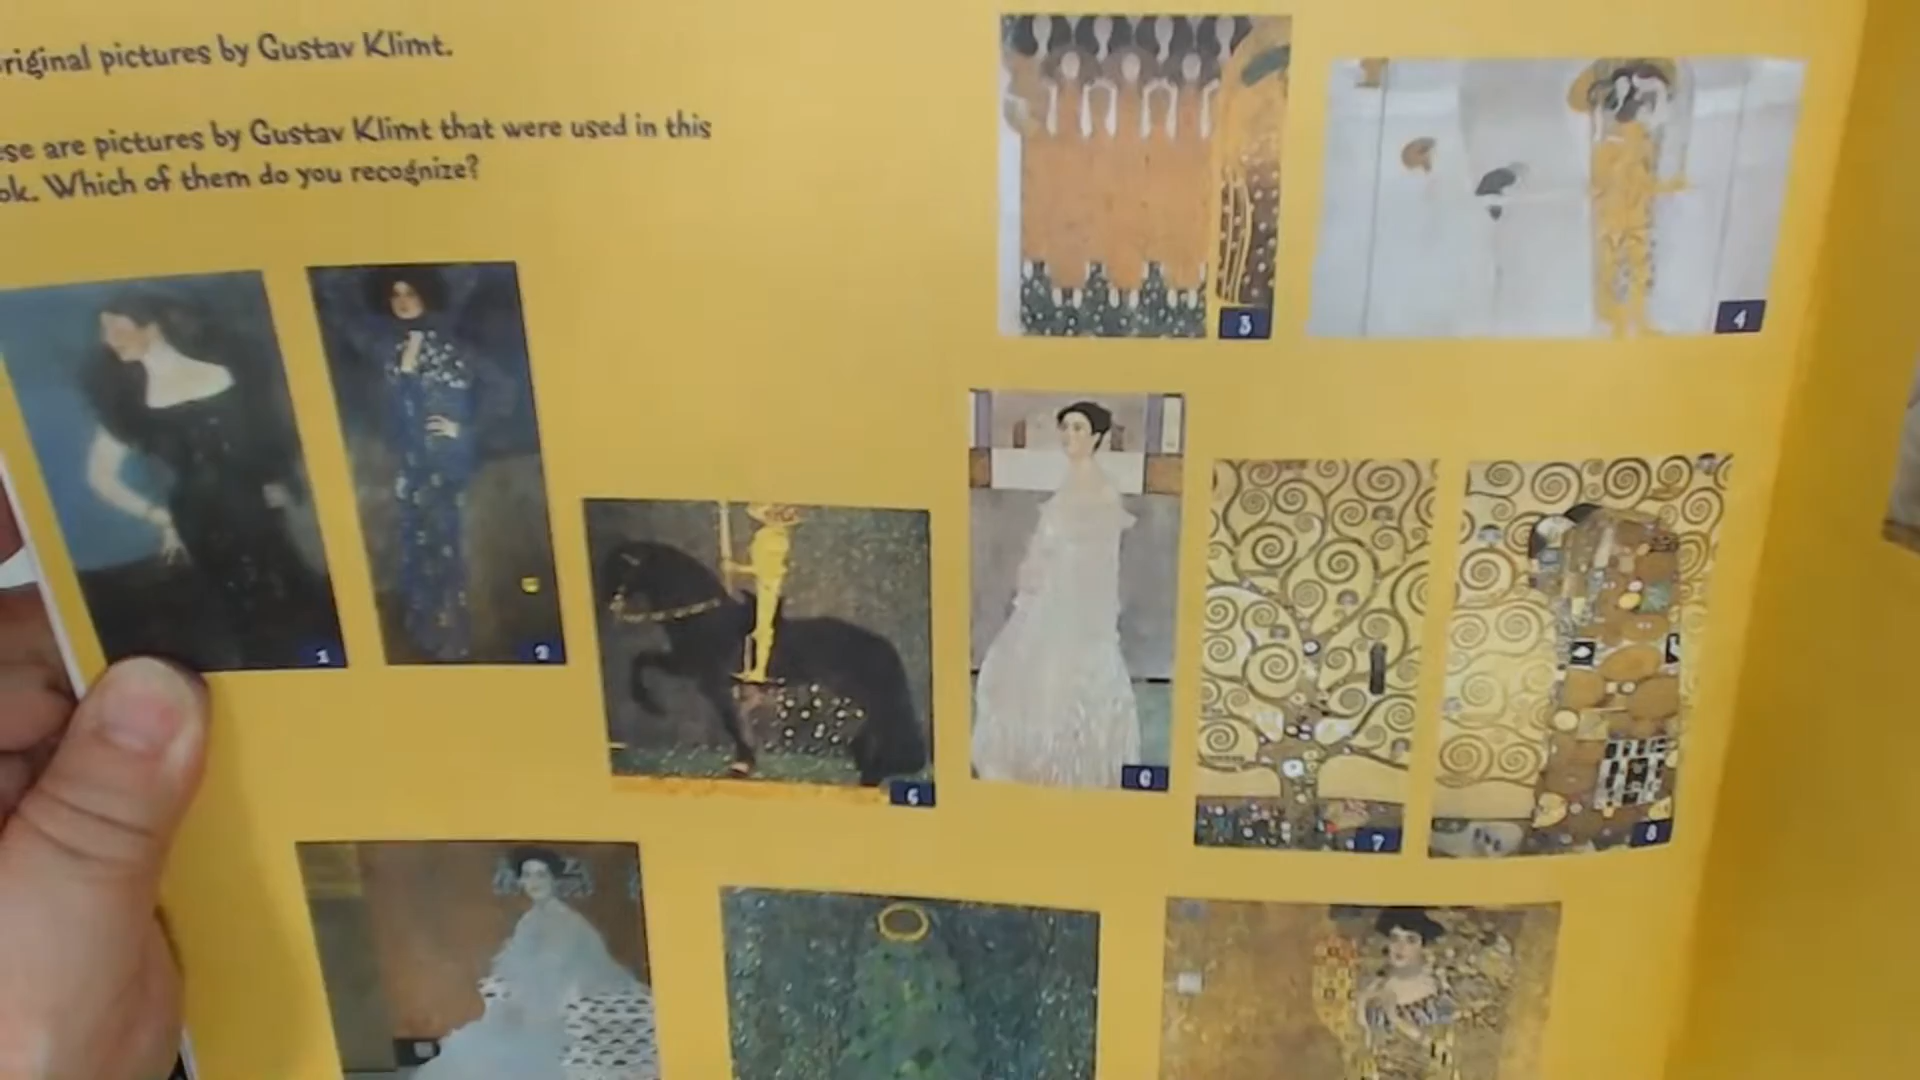 riginal pictures by Gustav Klimt.
ese are pictures by Gustav Klimt that were used in this
ok. Which of them do you recognize?
1
2
3
4
5
6
7
8